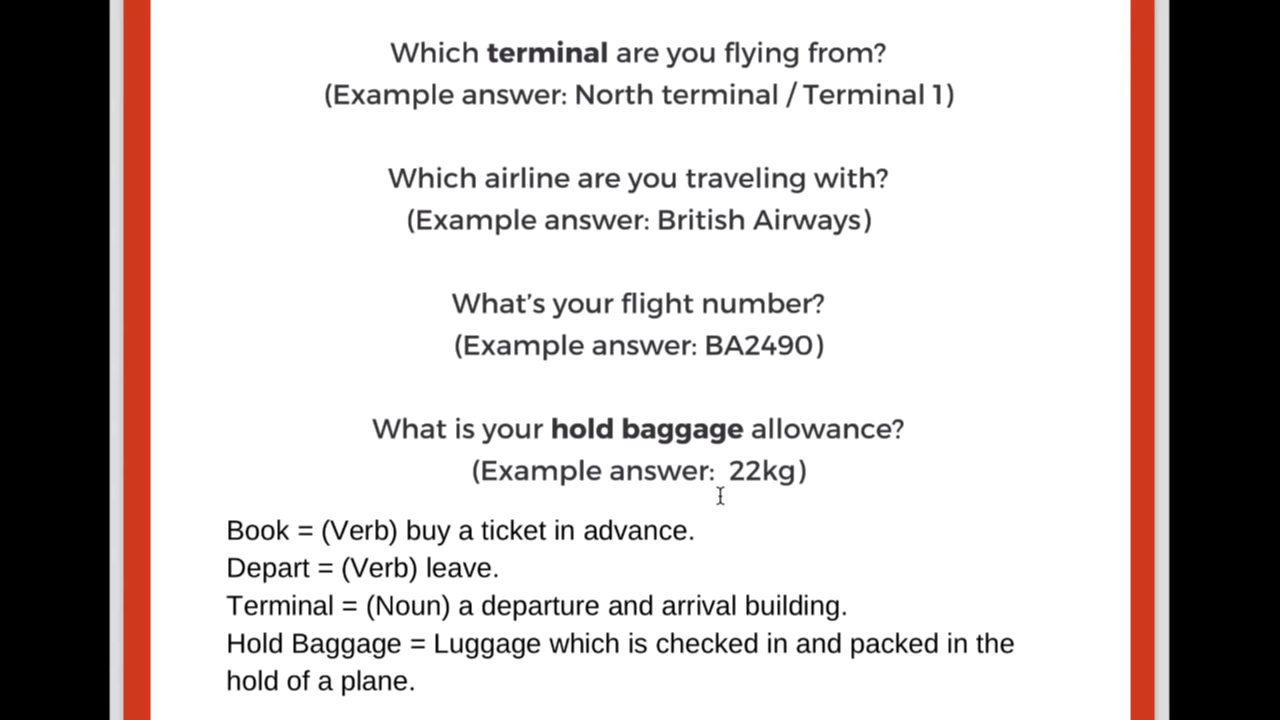 Which terminal are you flying from?
(Example answer: North terminal / Terminal 1)
Which airline are you traveling with?
(Example answer: British Airways)
What's your flight number?
(Example answer: BA2490)
What is your hold baggage allowance?
(Example answer:  22kg)
Book = (Verb) buy a ticket in advance.
Depart = (Verb) leave.
Terminal = (Noun) a departure and arrival building.
Hold Baggage = Luggage which is checked in and packed in the
hold of a plane.